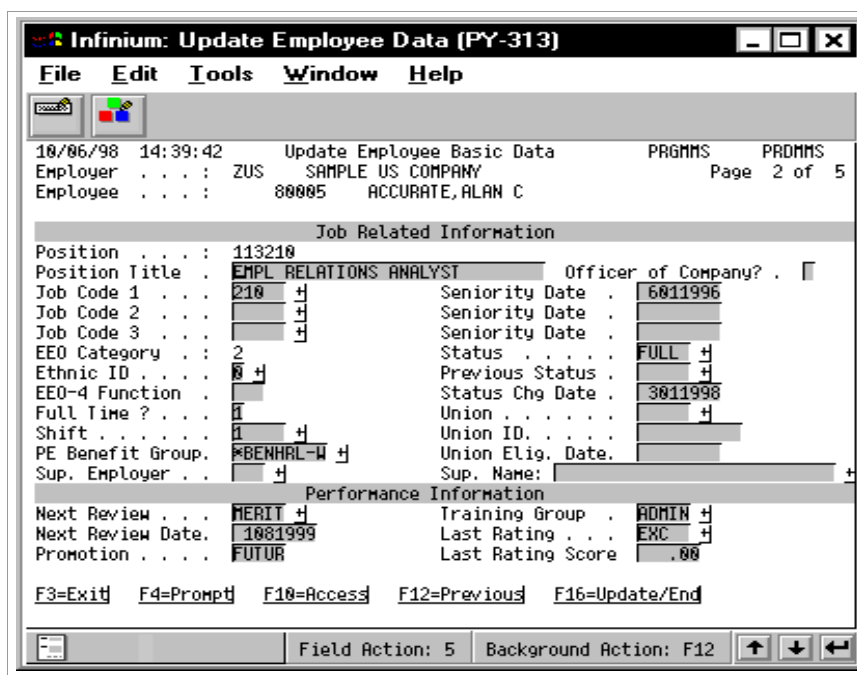 Infinium: Update Employee Data (PY-313)
File Edit Tools Window Help
10/06/98 14:39:42 Update Employee Basic Data PRGMMS PRDMMS
Employer . . . : ZUS SAMPLE US COMPANY Page 2 of 5
Employee . . . : 80005 ACCURATE,ALAN C
Job Related Information
Position . . . . : 113210
Position Title . EMPL RELATIONS ANALYST Officer of Company? .
Job Code 1 . . . 210 + Seniority Date . 6011996
Job Code 2 . . . + Seniority Date .
Job Code 3 . . . + Seniority Date .
EEO Category . . : 2 Status . . . . . FULL +
Ethnic ID . . . . 0 + Previous Status . +
EEO-4 Function . Status Chg Date . 3011998
Full Time ? . . . 1 Union . . . . . . +
Shift . . . . . . 1 + Union ID. . . . .
PE Benefit Group. *BENHRL-W + Union Elig. Date.
Sup. Employer . . + Sup. Name: +
Performance Information
Next Review . . . MERIT + Training Group . ADMIN +
Next Review Date. 1081999 Last Rating . . . EXC +
Promotion . . . . FUTUR Last Rating Score .00
F3=Exit F4=Prompt F10=Access F12=Previous F16=Update/End
Field Action: 5 Background Action: F12